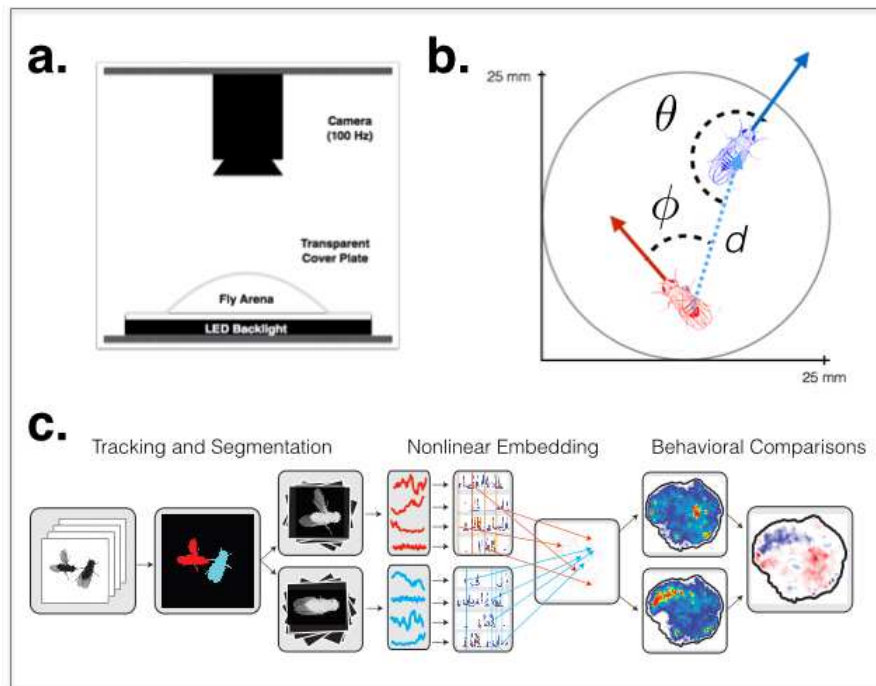 a.
Camera
(100 Hz)
Transparent
Cover Plate
Fly Arena
LED Backlight
b.
25 mm
θ
ϕ
d
25 mm
c.
Tracking and Segmentation
Nonlinear Embedding
Behavioral Comparisons